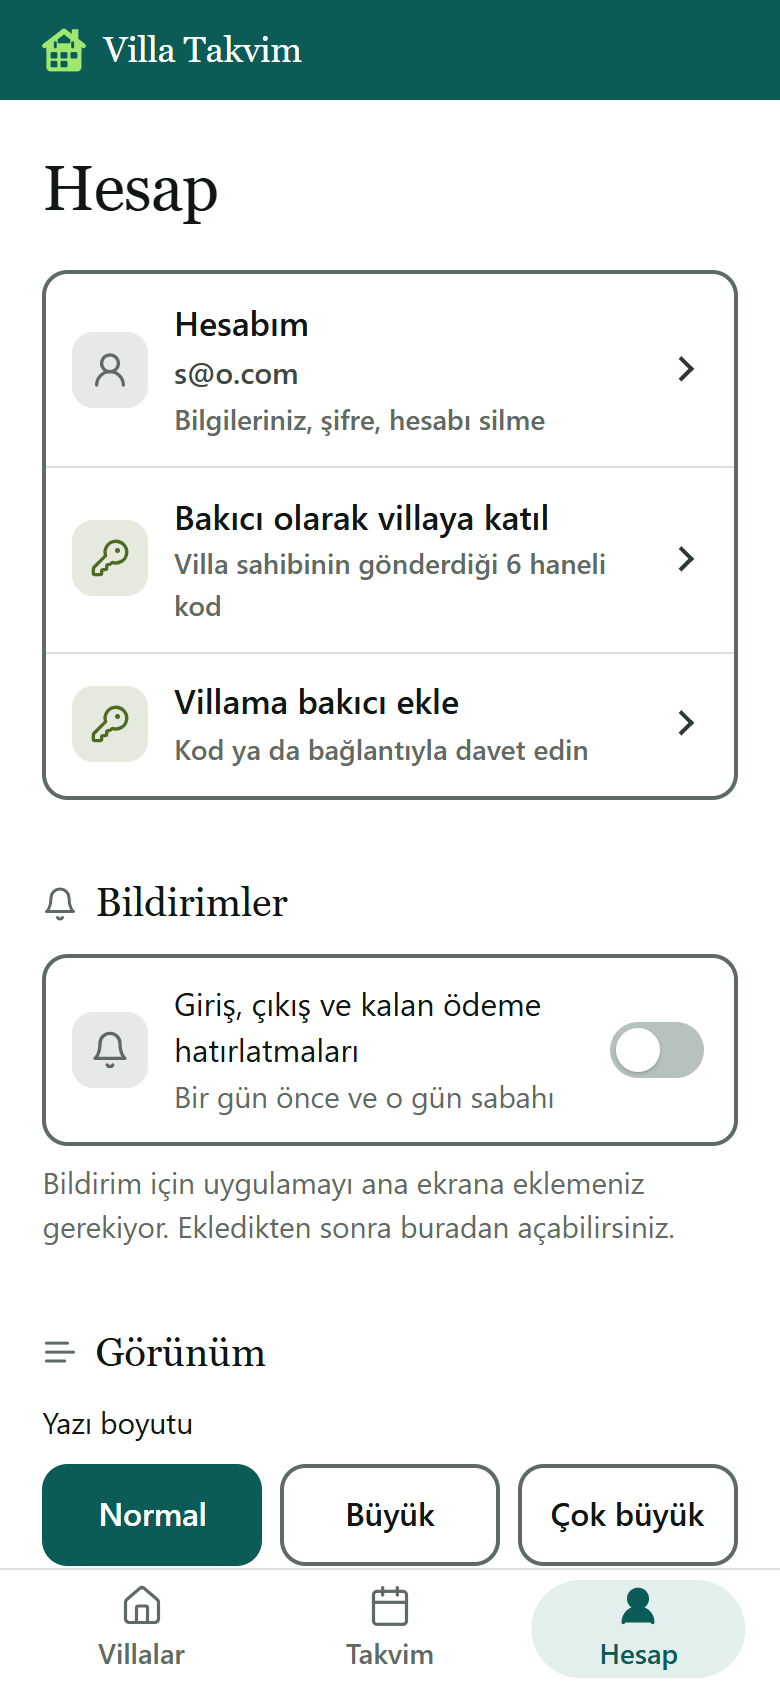 Villa Takvim
Hesap
Hesabım
s@o.com
Bilgileriniz, şifre, hesabı silme
Bakıcı olarak villaya katıl
Villa sahibinin gönderdiği 6 haneli
kod
Villama bakıcı ekle
Kod ya da bağlantıyla davet edin
Bildirimler
Giriş, çıkış ve kalan ödeme
hatırlatmaları
Bir gün önce ve o gün sabahı
Bildirim için uygulamayı ana ekrana eklemeniz
gerekiyor. Ekledikten sonra buradan açabilirsiniz.
Görünüm
Yazı boyutu
Normal
Büyük
Çok büyük
Villalar
Takvim
Hesap